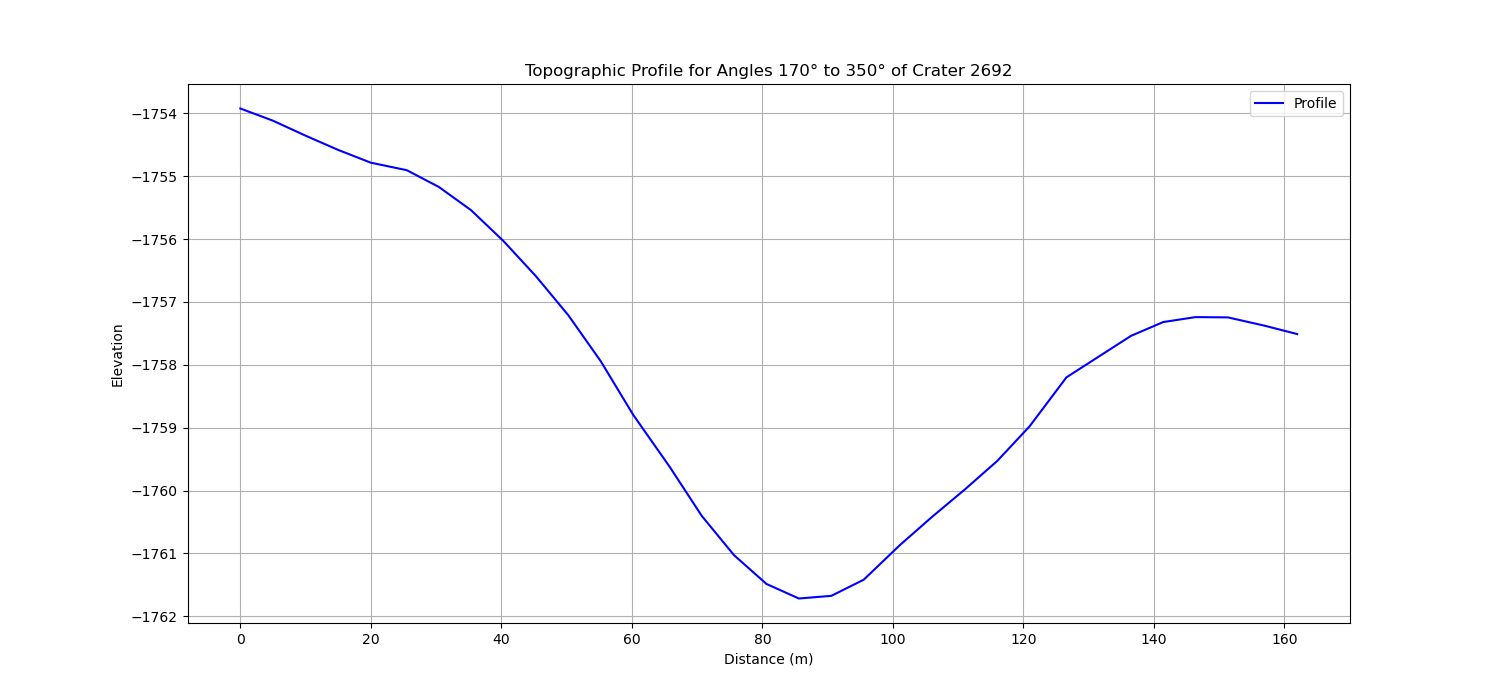 Topographic Profile for Angles 170° to 350° of Crater 2692
Profile
−1754
−1755
−1756
−1757
−1758
−1759
−1760
−1761
−1762
Elevation
0 20 40 60 80 100 120 140 160
Distance (m)